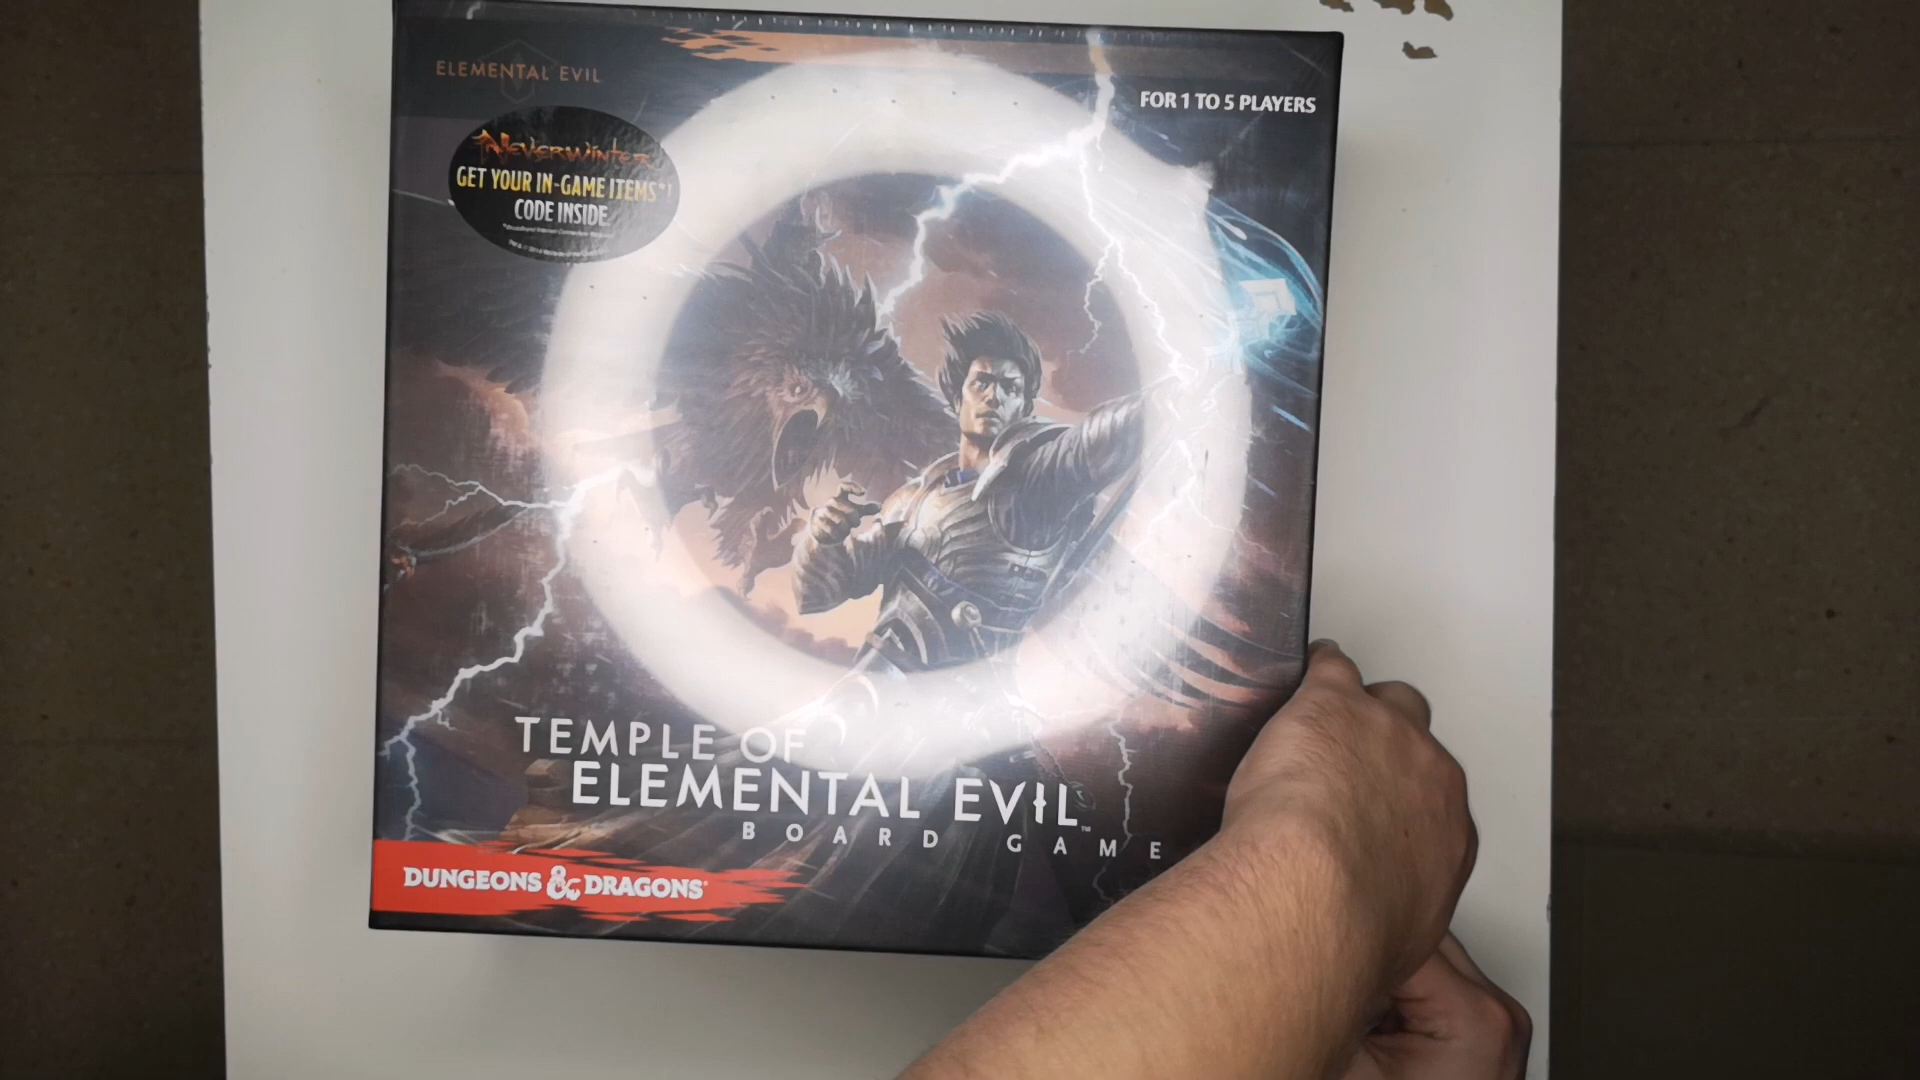 ELEMENTAL EVIL
FOR 1 TO 5 PLAYERS
NEVERWINTER
GET YOUR IN-GAME ITEMS*!
CODE INSIDE.
TEMPLE OF
ELEMENTAL EVIL™
BOARD GAME
DUNGEONS & DRAGONS®